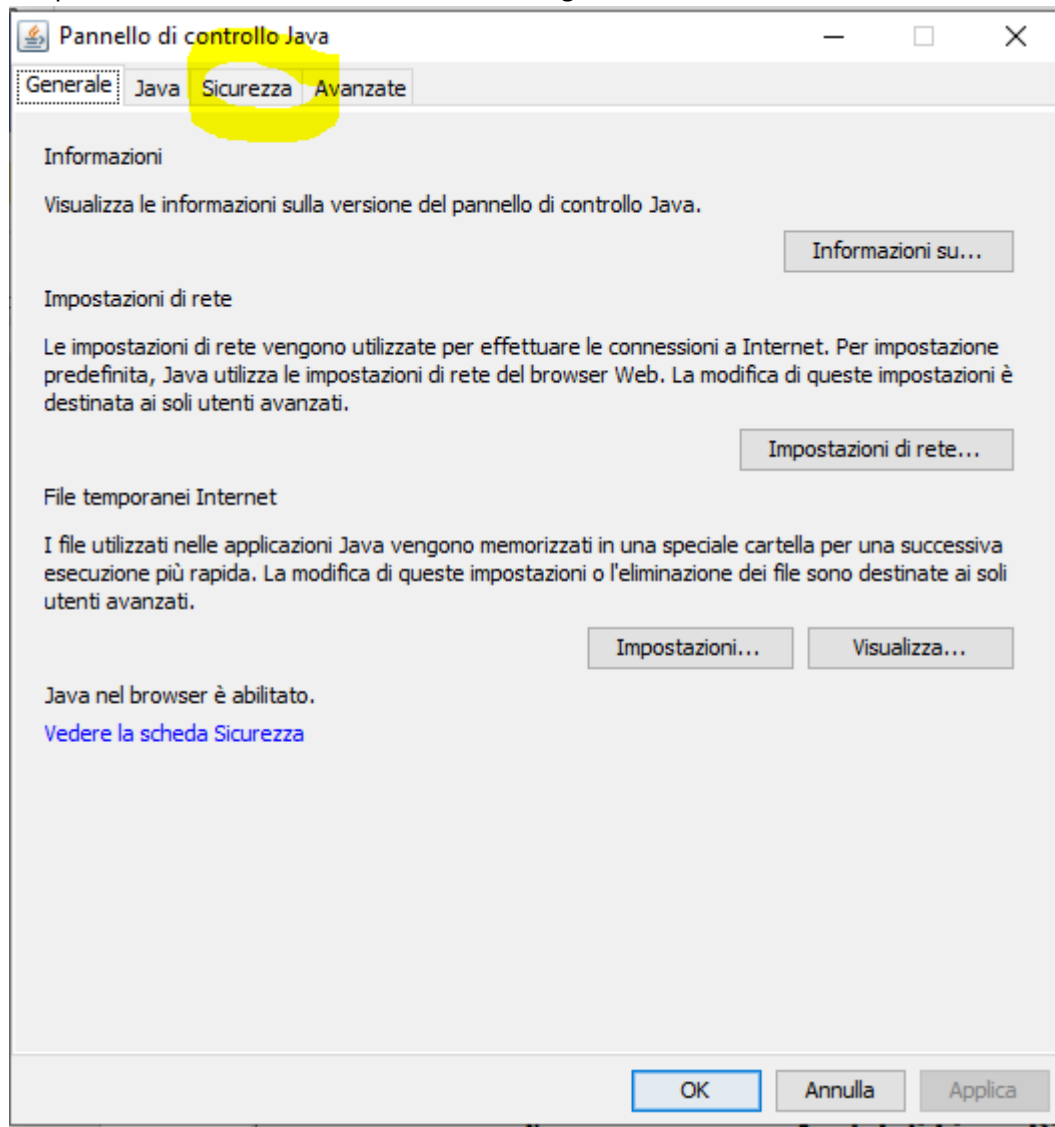 Pannello di controllo Java
Generale Java Sicurezza Avanzate
Informazioni
Visualizza le informazioni sulla versione del pannello di controllo Java.
Informazioni su...
Impostazioni di rete
Le impostazioni di rete vengono utilizzate per effettuare le connessioni a Internet. Per impostazione
predefinita, Java utilizza le impostazioni di rete del browser Web. La modifica di queste impostazioni è
destinata ai soli utenti avanzati.
Impostazioni di rete...
File temporanei Internet
I file utilizzati nelle applicazioni Java vengono memorizzati in una speciale cartella per una successiva
esecuzione più rapida. La modifica di queste impostazioni o l'eliminazione dei file sono destinate ai soli
utenti avanzati.
Impostazioni... Visualizza...
Java nel browser è abilitato.
Vedere la scheda Sicurezza
OK Annulla Applica